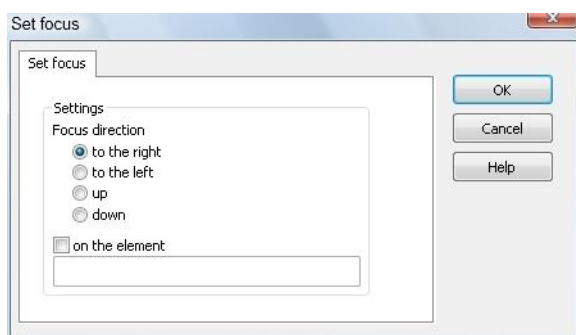 Set focus
Set focus
Settings
Focus direction
to the right
to the left
up
down
on the element
OK
Cancel
Help